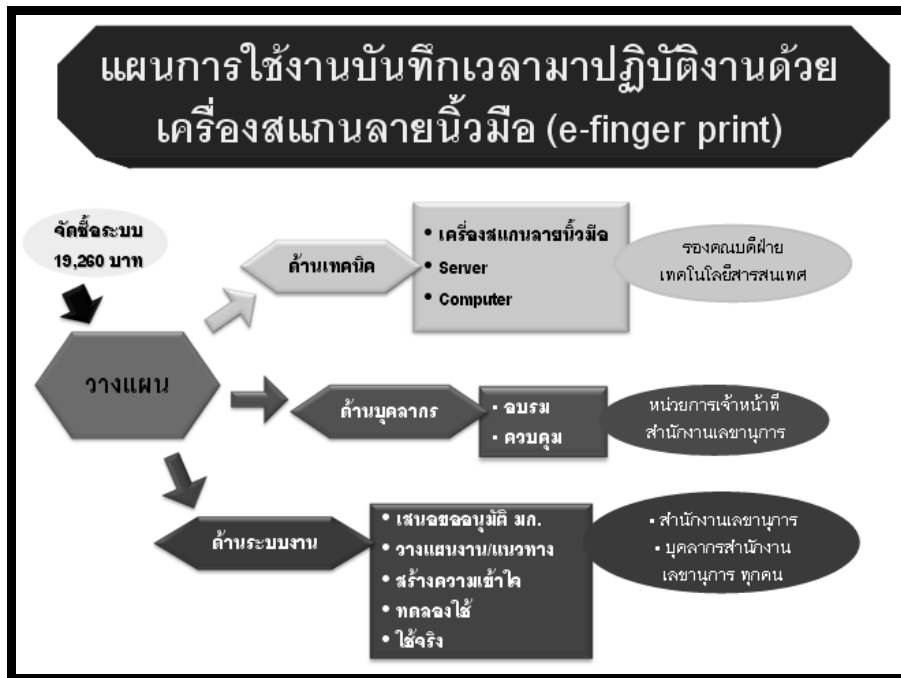 แผนการใช้งานบันทึกเวลามาปฏิบัติงานด้วย
เครื่องสแกนลายนิ้วมือ (e-finger print)
จัดซื้อระบบ
19,260 บาท
วางแผน
ด้านเทคนิค
• เครื่องสแกนลายนิ้วมือ
• Server
• Computer
รองคณบดีฝ่าย
เทคโนโลยีสารสนเทศ
ด้านบุคลากร
▪ อบรม
▪ ควบคุม
หน่วยการเจ้าหน้าที่
สำนักงานเลขานุการ
ด้านระบบงาน
• เสนอขออนุมัติ มก.
• วางแผนงาน/แนวทาง
• สร้างความเข้าใจ
• ทดลองใช้
• ใช้จริง
▪ สำนักงานเลขานุการ
▪ บุคลากรสำนักงาน
เลขานุการ ทุกคน